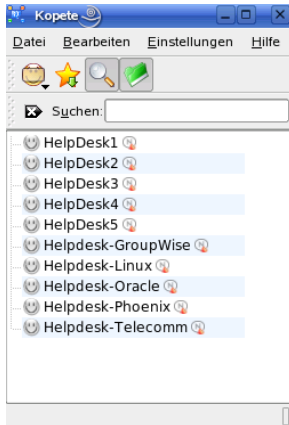 Kopete
Datei Bearbeiten Einstellungen Hilfe
Suchen:
HelpDesk1
HelpDesk2
HelpDesk3
HelpDesk4
HelpDesk5
Helpdesk-GroupWise
Helpdesk-Linux
Helpdesk-Oracle
Helpdesk-Phoenix
Helpdesk-Telecomm